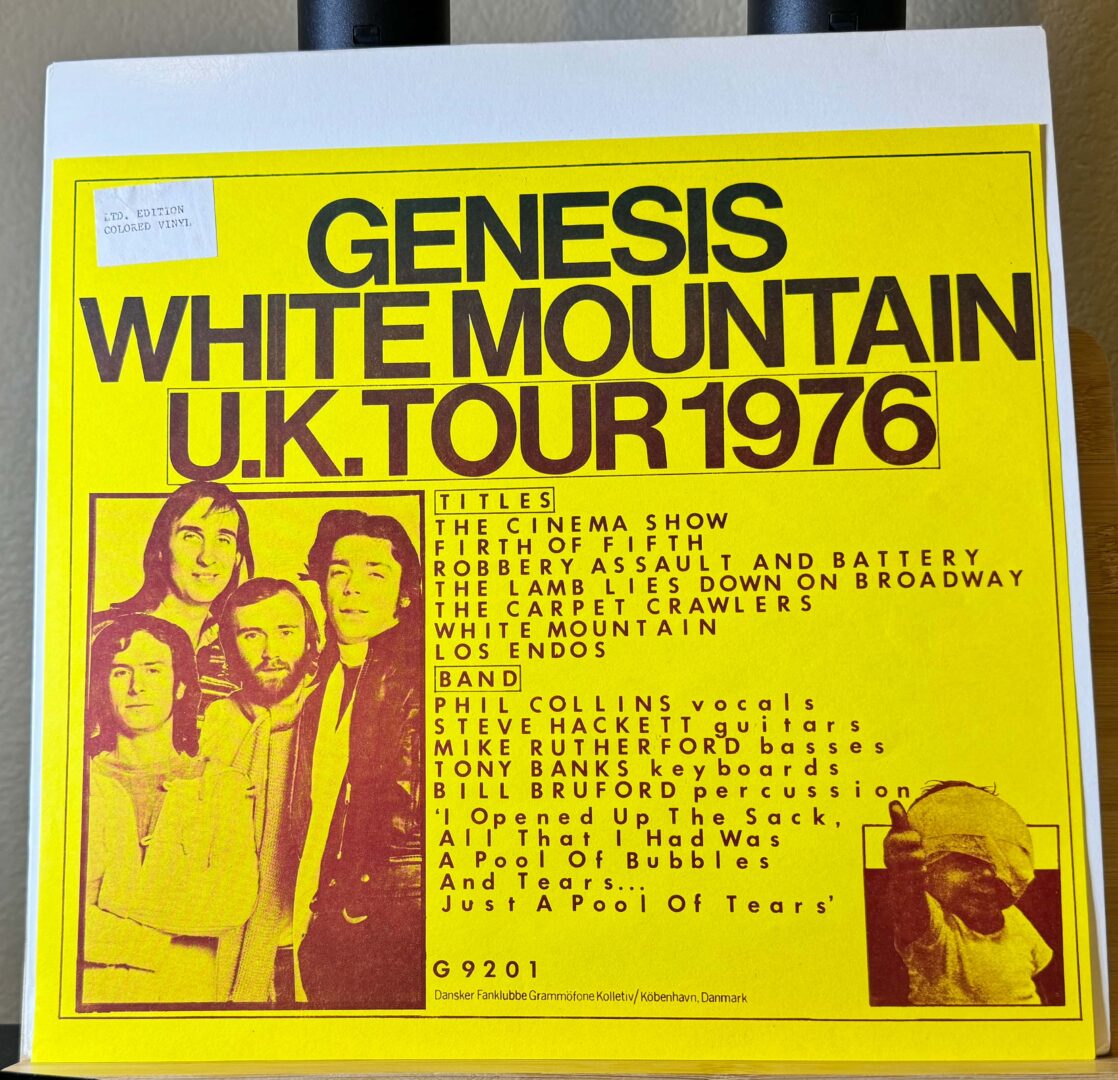 LTD. EDITION
COLORED VINYL
GENESIS
WHITE MOUNTAIN
U.K. TOUR 1976
TITLES
THE CINEMA SHOW
FIRTH OF FIFTH
ROBBERY ASSAULT AND BATTERY
THE LAMB LIES DOWN ON BROADWAY
THE CARPET CRAWLERS
WHITE MOUNTAIN
LOS ENDOS
BAND
PHIL COLLINS vocals
STEVE HACKETT guitars
MIKE RUTHERFORD basses
TONY BANKS keyboards
BILL BRUFORD percussion
‘I Opened Up The Sack,
All That I Had Was
A Pool Of Bubbles
And Tears...
Just A Pool Of Tears’
G 9201
Dansker Fanklubbe Grammöfone Kolletiv/Köbenhavn, Danmark